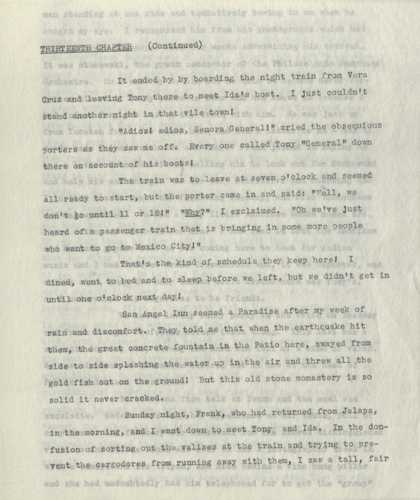 THIRTEENTH CHAPTER (Continued)
It ended by my boarding the night train from Vera
Cruz and leaving Tony there to meet Ida's boat. I just couldn't
stand another night in that vile town!
"Adios! adios, Senora General!" cried the obsequious
porters as they saw me off. Every one called Tony "General" down
there on account of his boots!
The train was to leave at seven o'clock and seemed
all ready to start, but the porter came in and said: "Well, we
don't go until 11 or 12!" "Why?" I exclaimed. "Oh we've just
heard of a passenger train that is bringing in some more people
who want to go to Mexico City!"
That's the kind of schedule they keep here! I
dined, went to bed and to sleep before we left, but we didn't get in
until one o'clock next day!
San Angel Inn seemed a Paradise after my week of
rain and discomfort. They told me that when the earthquake hit
them, the great concrete fountain in the Patio here, swayed from
side to side splashing the water up in the air and threw all the
gold fish out on the ground! But this old stone monastery is so
solid it never cracked.
Sunday night, Frank, who had returned from Jalapa,
in the morning, and I went down to meet Tony and Ida. In the con-
fusion of sorting out the valises at the train and trying to pre-
vent the cargodores from running away with them, I saw a tall, fair